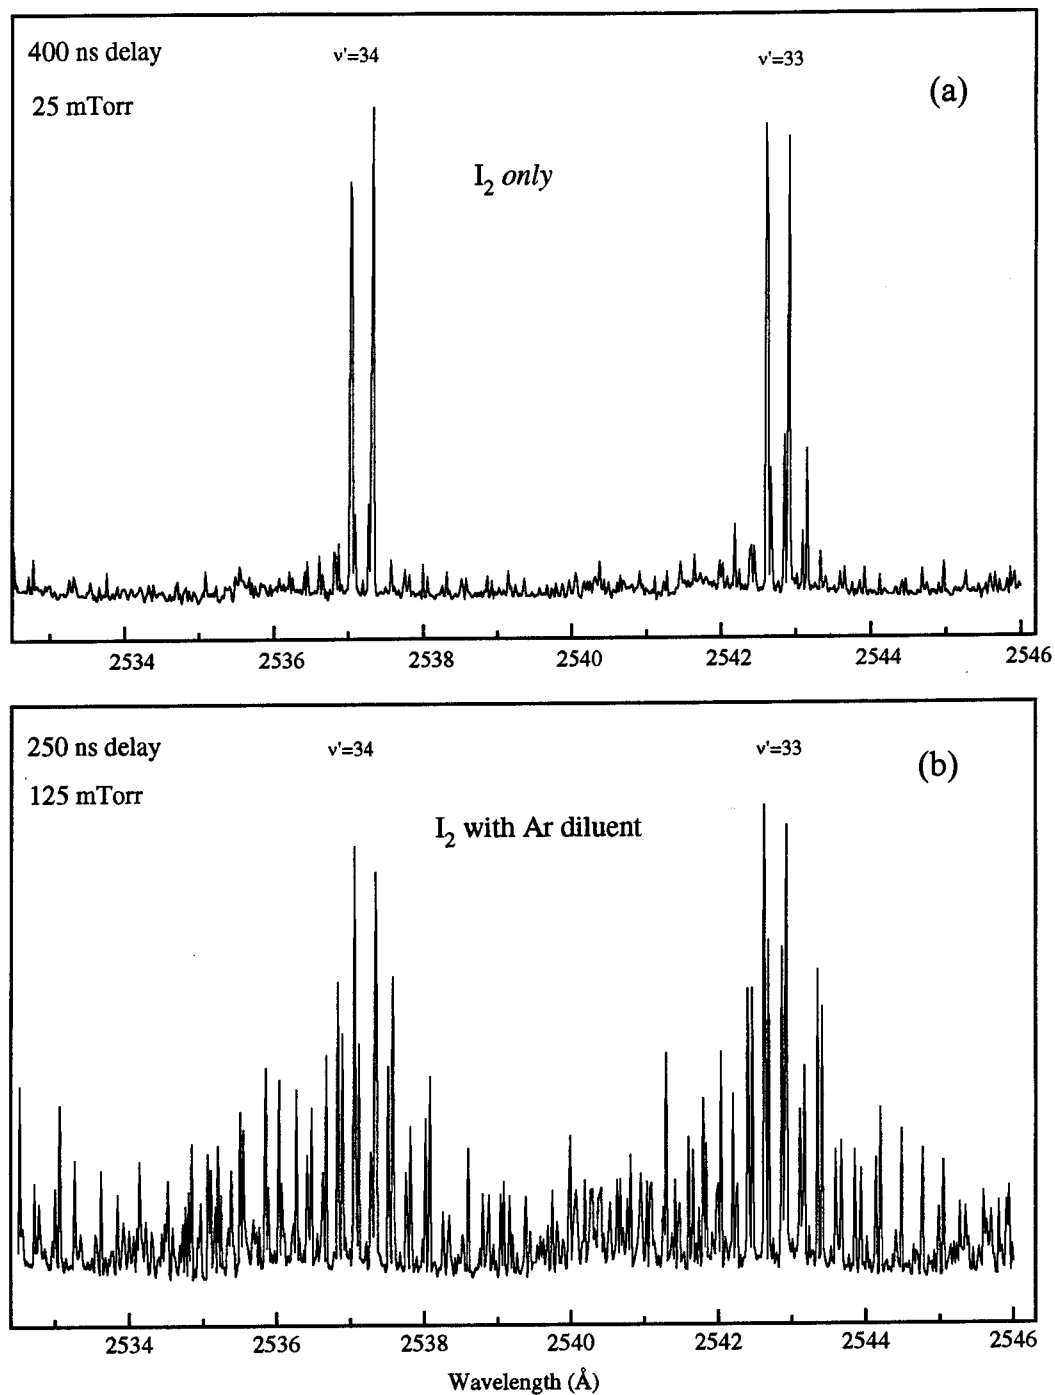 400 ns delay
ν'=34
ν'=33
(a)
25 mTorr
I₂ only
2534 2536 2538 2540 2542 2544 2546
250 ns delay
ν'=34
ν'=33
(b)
125 mTorr
I₂ with Ar diluent
2534 2536 2538 2540 2542 2544 2546
Wavelength (Å)